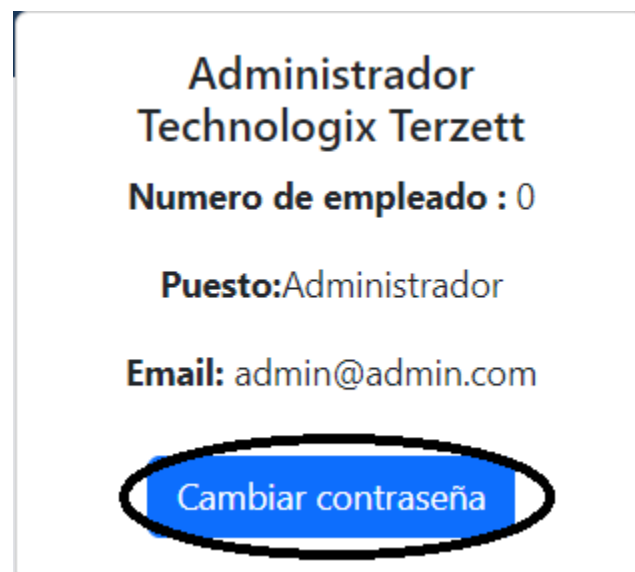 Administrador
Technologix Terzett
Numero de empleado : 0
Puesto:Administrador
Email: admin@admin.com
Cambiar contraseña